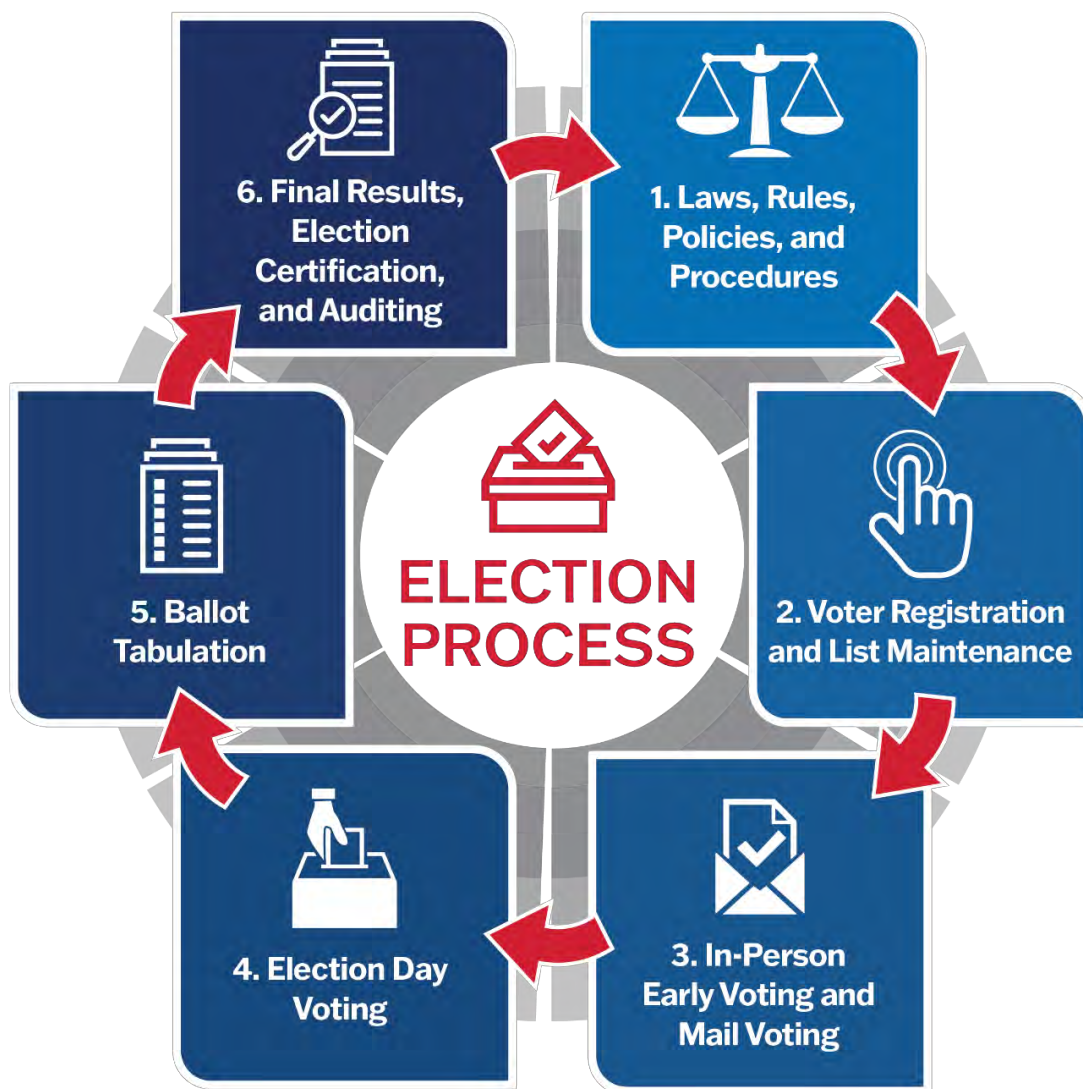 ELECTION
PROCESS
1. Laws, Rules,
Policies, and
Procedures
2. Voter Registration
and List Maintenance
3. In-Person
Early Voting and
Mail Voting
4. Election Day
Voting
5. Ballot
Tabulation
6. Final Results,
Election
Certification,
and Auditing